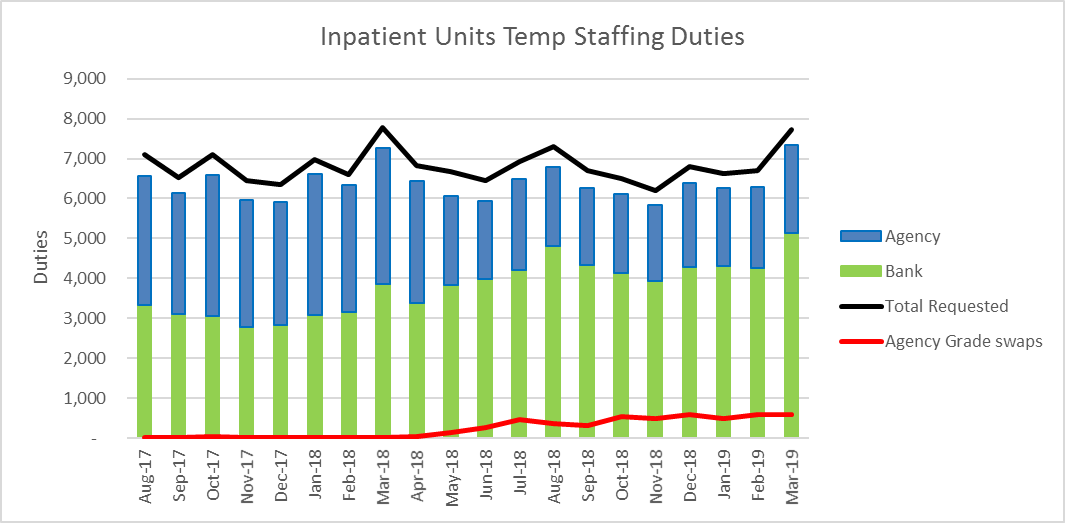 Inpatient Units Temp Staffing Duties
9,000
8,000
7,000
6,000
5,000
4,000
3,000
2,000
1,000
-
Duties
Aug-17
Sep-17
Oct-17
Nov-17
Dec-17
Jan-18
Feb-18
Mar-18
Apr-18
May-18
Jun-18
Jul-18
Aug-18
Sep-18
Oct-18
Nov-18
Dec-18
Jan-19
Feb-19
Mar-19
Agency
Bank
Total Requested
Agency Grade swaps